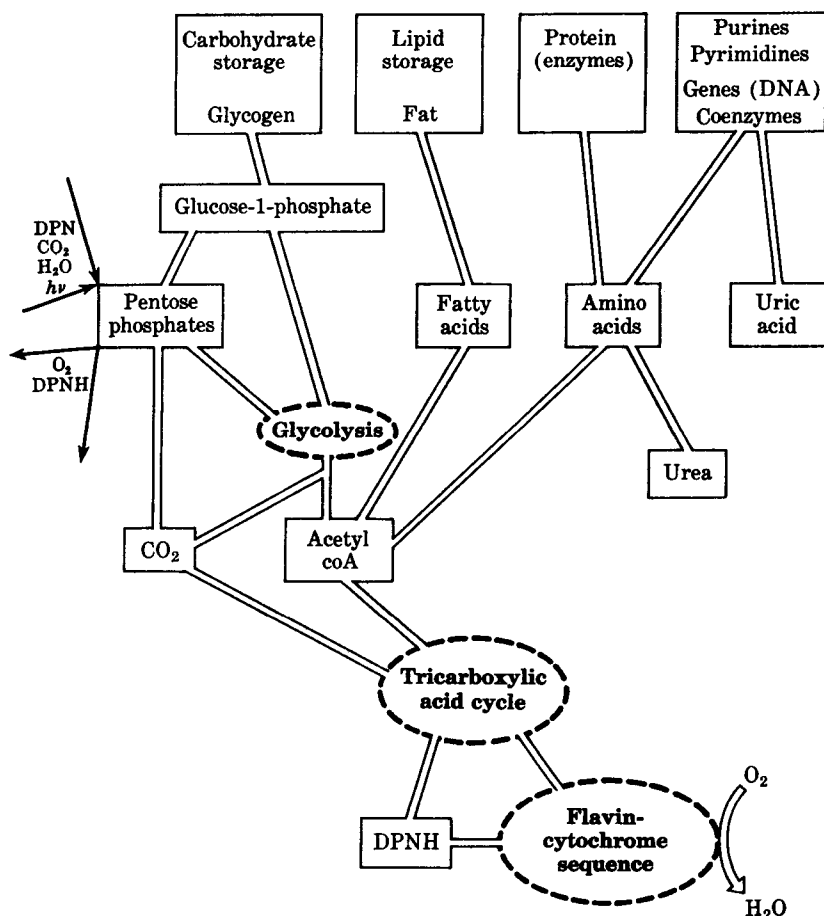 Carbohydrate
storage
Glycogen
Lipid
storage
Fat
Protein
(enzymes)
Purines
Pyrimidines
Genes (DNA)
Coenzymes
Glucose-1-phosphate
DPN
CO₂
H₂O
hν
Pentose
phosphates
Fatty
acids
Amino
acids
Uric
acid
O₂
DPNH
Glycolysis
Urea
CO₂
Acetyl
coA
Tricarboxylic
acid cycle
DPNH
Flavin-
cytochrome
sequence
O₂
H₂O